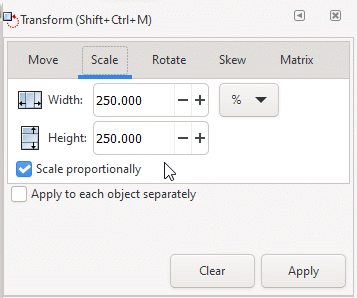 Transform (Shift+Ctrl+M)
Move Scale Rotate Skew Matrix
Width: 250.000 − + %
Height: 250.000 − +
Scale proportionally
Apply to each object separately
Clear Apply